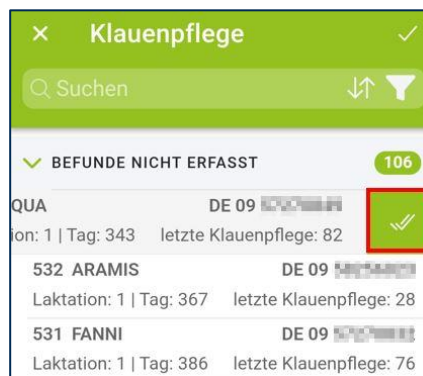 Klauenpflege
Suchen
BEFUNDE NICHT ERFASST 106
QUA DE 09
ion: 1 | Tag: 343 letzte Klauenpflege: 82
532 ARAMIS DE 09
Laktation: 1 | Tag: 367 letzte Klauenpflege: 28
531 FANNI DE 09
Laktation: 1 | Tag: 386 letzte Klauenpflege: 76